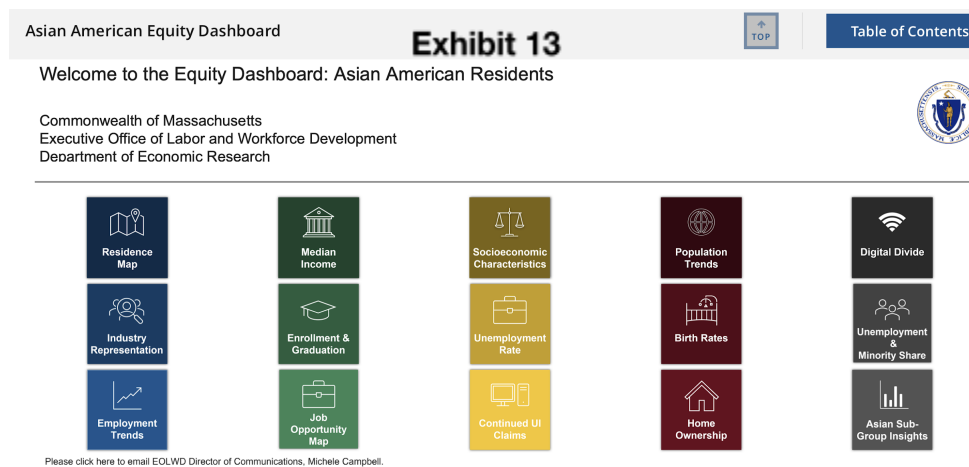 Asian American Equity Dashboard
Exhibit 13
TOP
Table of Contents
Welcome to the Equity Dashboard: Asian American Residents
Commonwealth of Massachusetts
Executive Office of Labor and Workforce Development
Department of Economic Research
Residence
Map
Median
Income
Socioeconomic
Characteristics
Population
Trends
Digital Divide
Industry
Representation
Enrollment &
Graduation
Unemployment
Rate
Birth Rates
Unemployment
&
Minority Share
Employment
Trends
Job
Opportunity
Map
Continued UI
Claims
Home
Ownership
Asian Sub-
Group Insights
Please click here to email EOLWD Director of Communications, Michele Campbell.